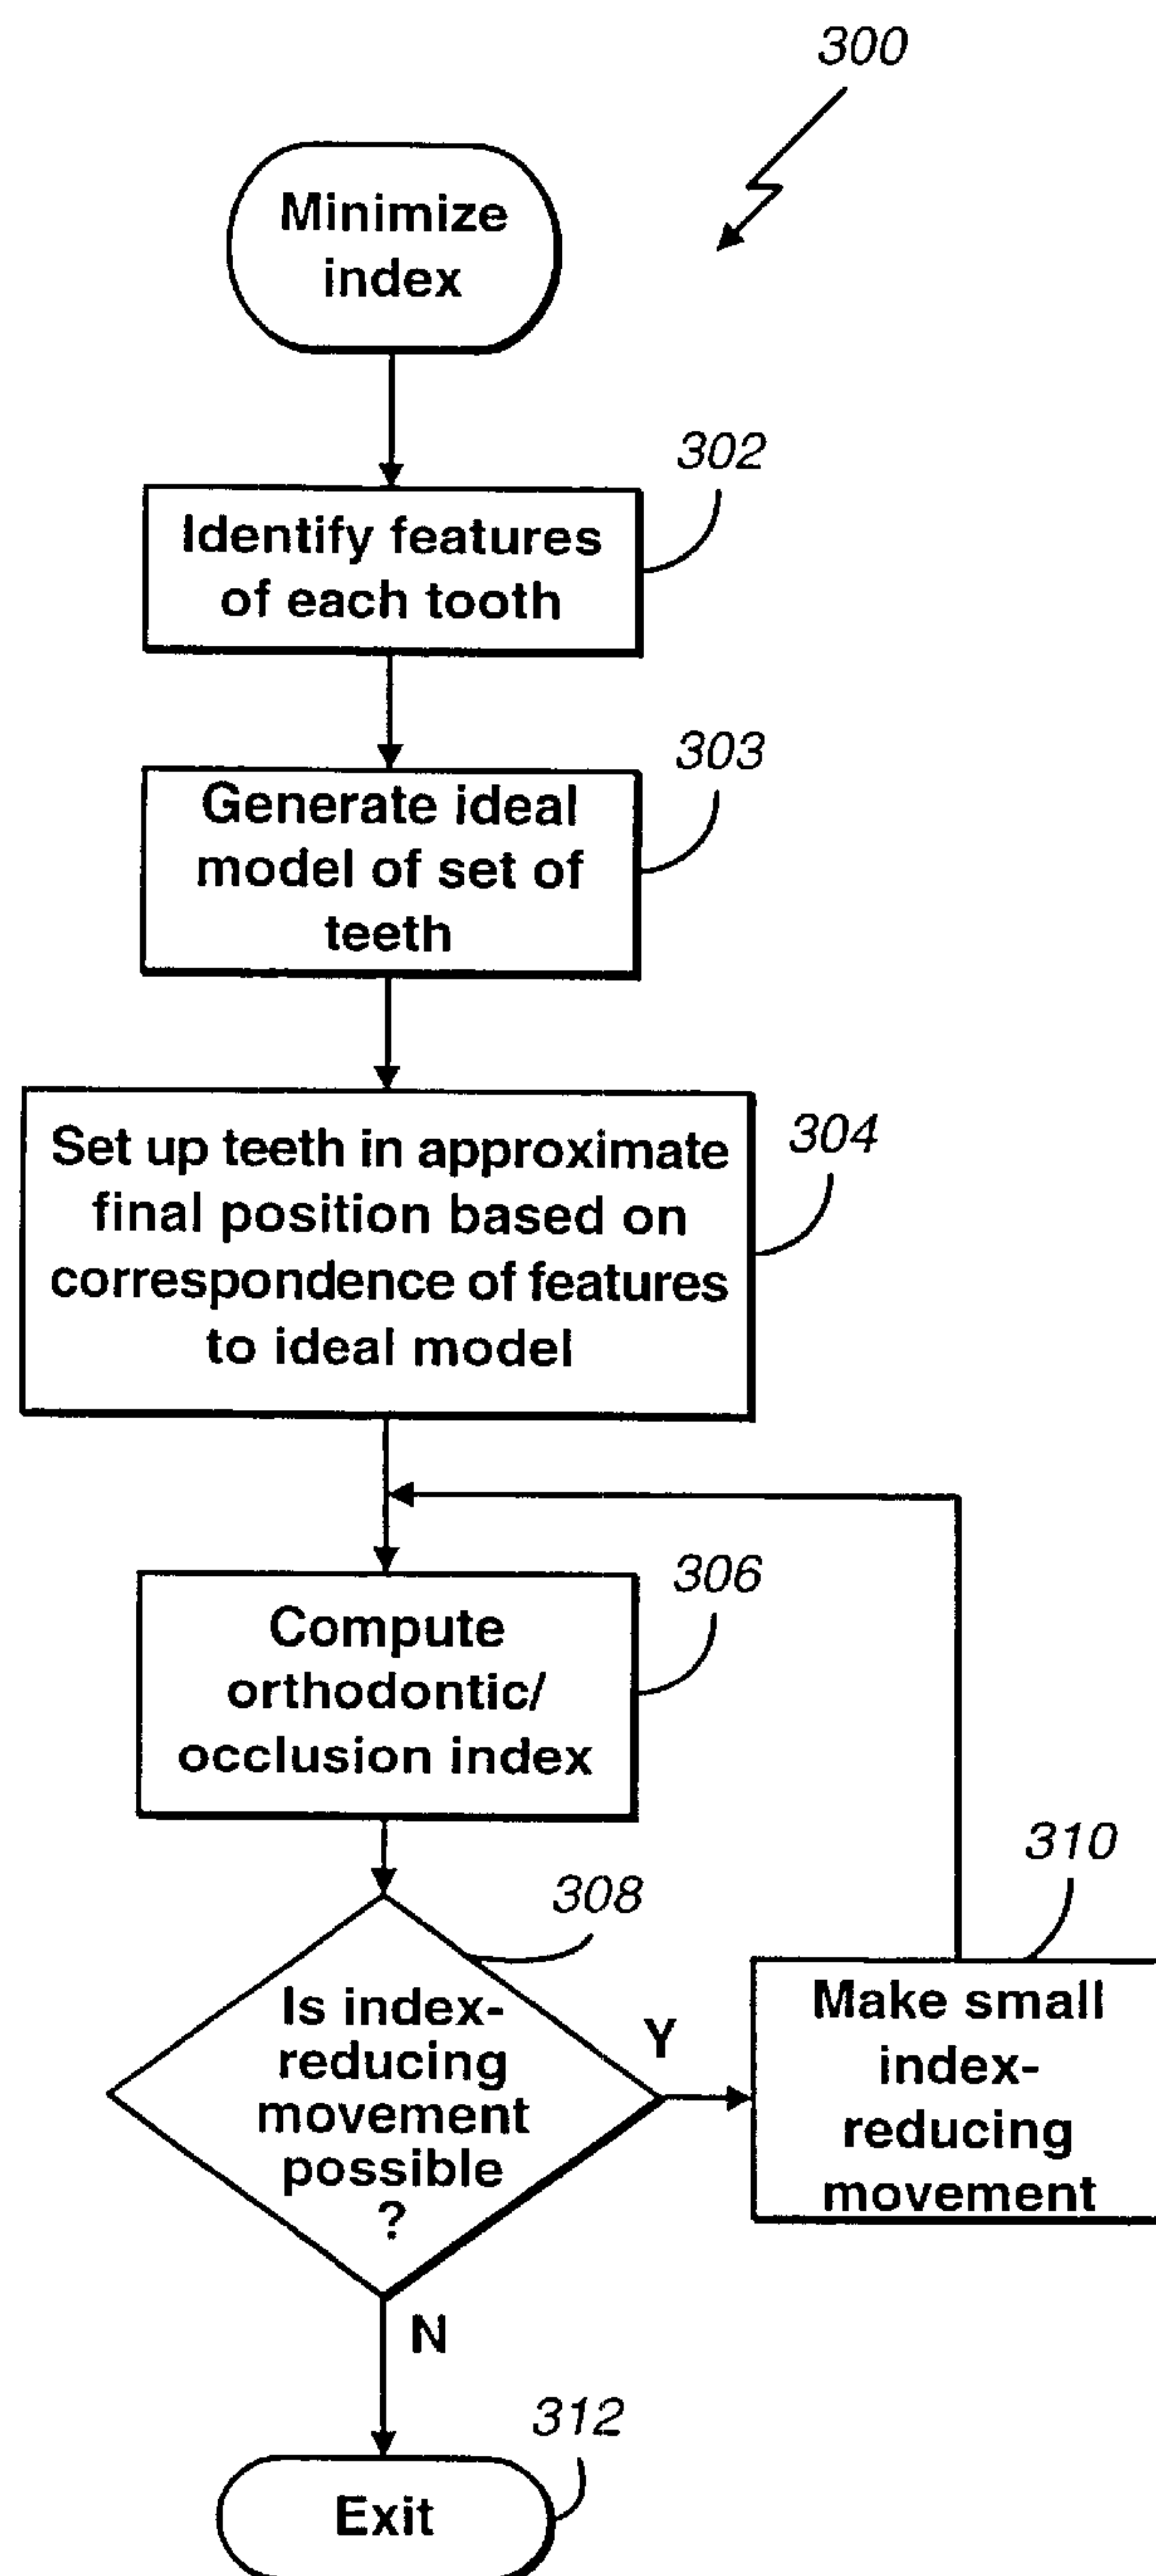 300
Minimize
index
302
Identify features
of each tooth
303
Generate ideal
model of set of
teeth
304
Set up teeth in approximate
final position based on
correspondence of features
to ideal model
306
Compute
orthodontic/
occlusion index
308
Is index-
reducing
movement
possible
?
Y
310
Make small
index-
reducing
movement
N
312
Exit